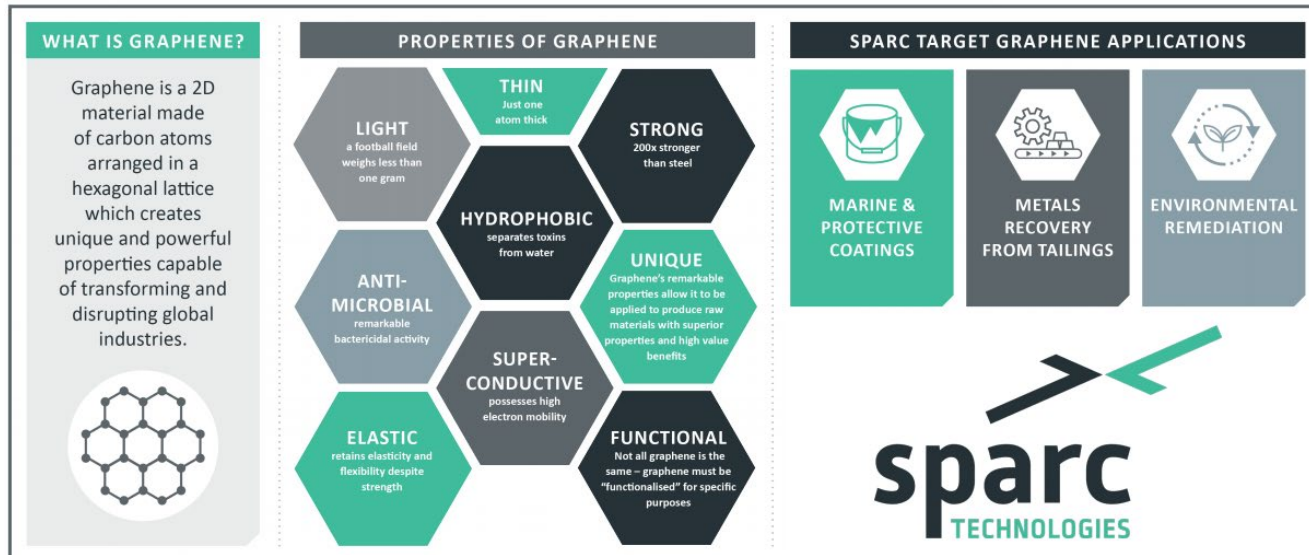 WHAT IS GRAPHENE?
Graphene is a 2D
material made
of carbon atoms
arranged in a
hexagonal lattice
which creates
unique and powerful
properties capable
of transforming and
disrupting global
industries.
PROPERTIES OF GRAPHENE
THIN
Just one
atom thick
LIGHT
a football field
weighs less than
one gram
STRONG
200x stronger
than steel
HYDROPHOBIC
separates toxins
from water
ANTI-
MICROBIAL
remarkable
bactericidal activity
UNIQUE
Graphene’s remarkable
properties allow it to be
applied to produce raw
materials with superior
properties and high value
benefits
SUPER-
CONDUCTIVE
possesses high
electron mobility
ELASTIC
retains elasticity and
flexibility despite
strength
FUNCTIONAL
Not all graphene is the
same – graphene must be
“functionalised” for specific
purposes
SPARC TARGET GRAPHENE APPLICATIONS
MARINE &
PROTECTIVE
COATINGS
METALS
RECOVERY
FROM TAILINGS
ENVIRONMENTAL
REMEDIATION
sparc
TECHNOLOGIES